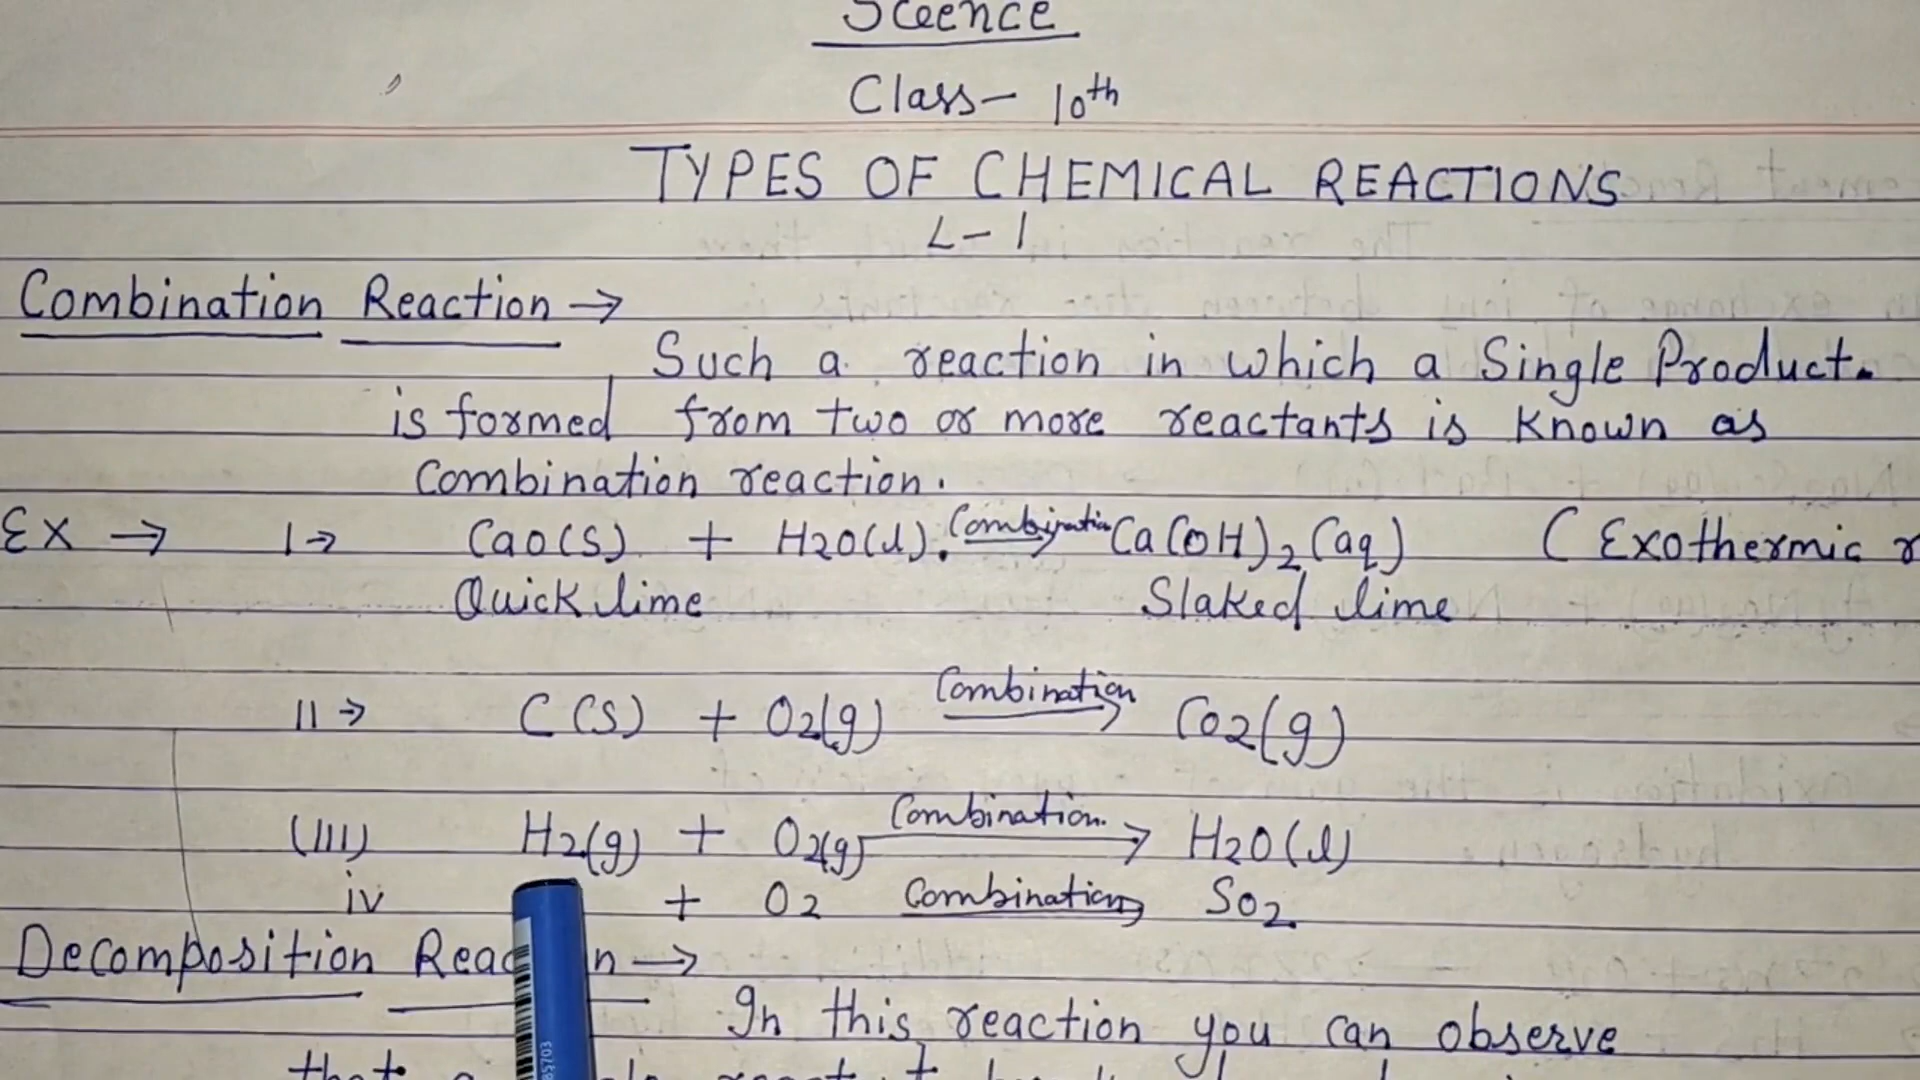 Science
Class- 10th
TYPES OF CHEMICAL REACTIONS
L-1
Combination Reaction →
Such a reaction in which a Single Product.
is formed from two or more reactants is known as
Combination reaction.
Ex → I→ CaO(s) + H2O(l). Combination Ca(OH)2(aq) (Exothermic r
Quick lime Slaked lime
II→ C(s) + O2(g) Combination→ CO2(g)
(III) H2(g) + O2(g) Combination.→ H2O(l)
iv + O2 Combination→ SO2
Decomposition →
In this reaction you can observe
that
85703